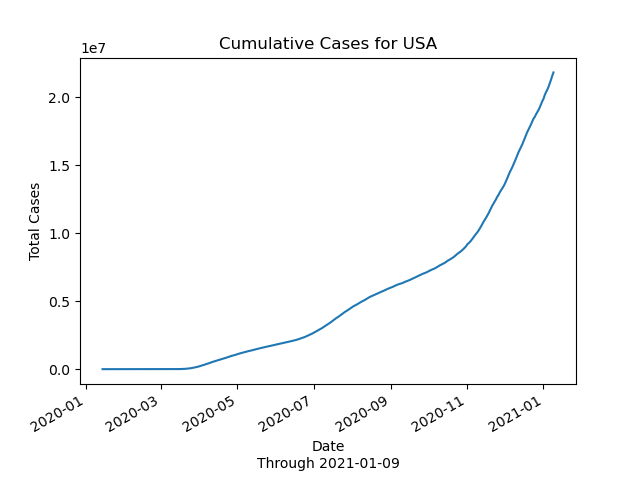 Cumulative Cases for USA
1e7
2.0
1.5
1.0
0.5
0.0
Total Cases
2020-01
2020-03
2020-05
2020-07
2020-09
2020-11
2021-01
Date
Through 2021-01-09